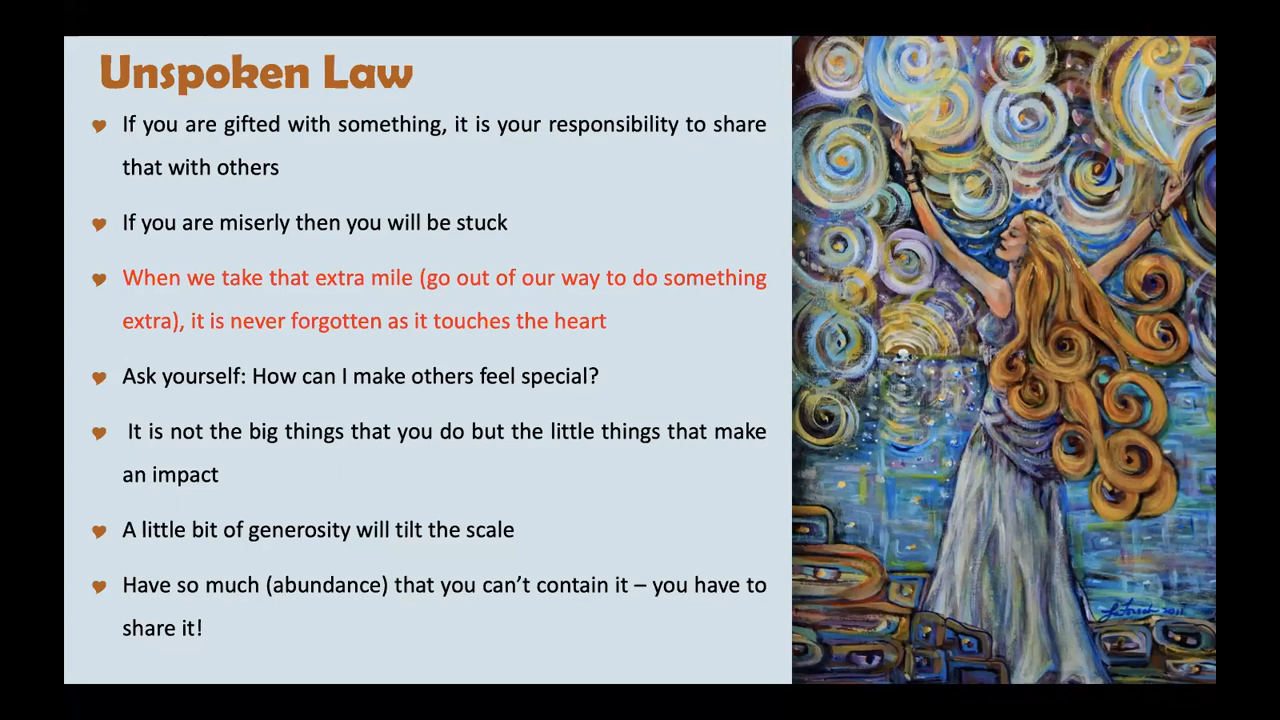 Unspoken Law
If you are gifted with something, it is your responsibility to share
that with others
If you are miserly then you will be stuck
When we take that extra mile (go out of our way to do something
extra), it is never forgotten as it touches the heart
Ask yourself: How can I make others feel special?
It is not the big things that you do but the little things that make
an impact
A little bit of generosity will tilt the scale
Have so much (abundance) that you can’t contain it – you have to
share it!